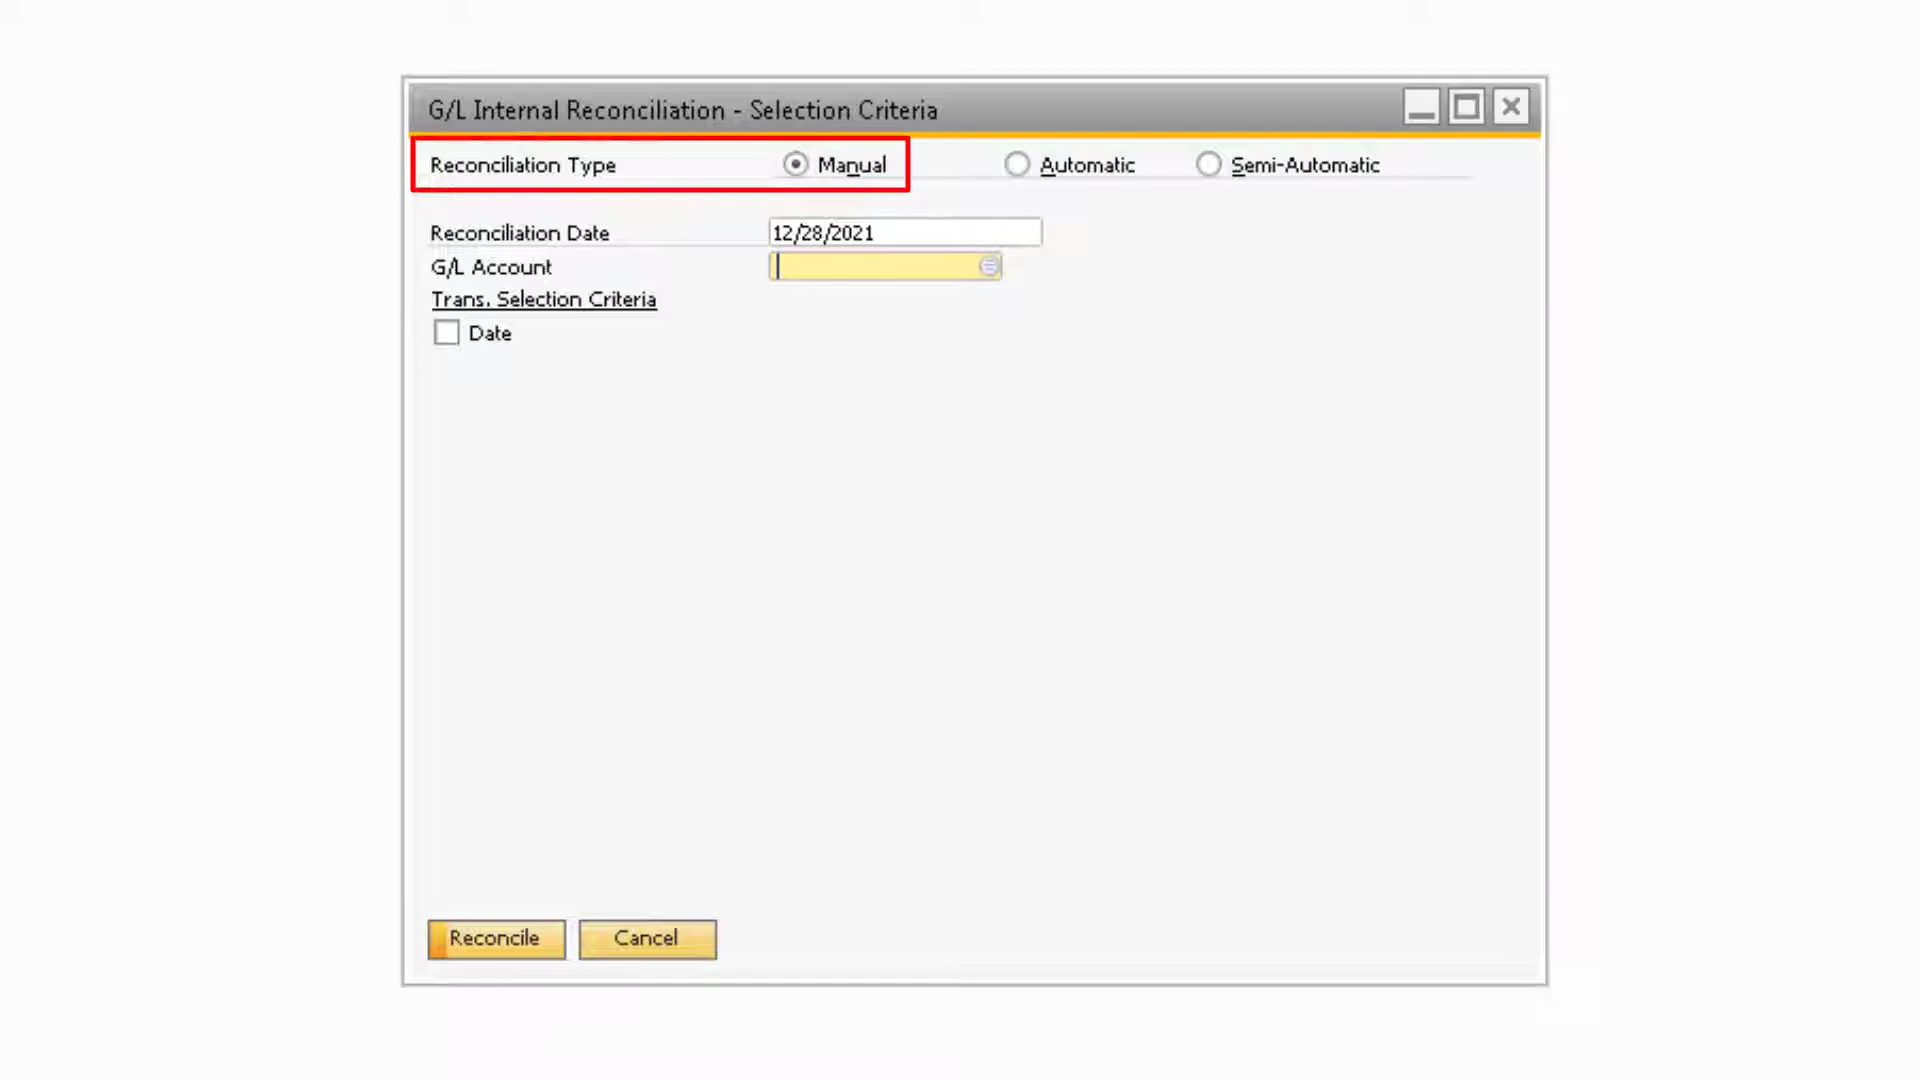 G/L Internal Reconciliation - Selection Criteria
Reconciliation Type Manual Automatic Semi-Automatic
Reconciliation Date 12/28/2021
G/L Account
Trans. Selection Criteria
Date
Reconcile Cancel